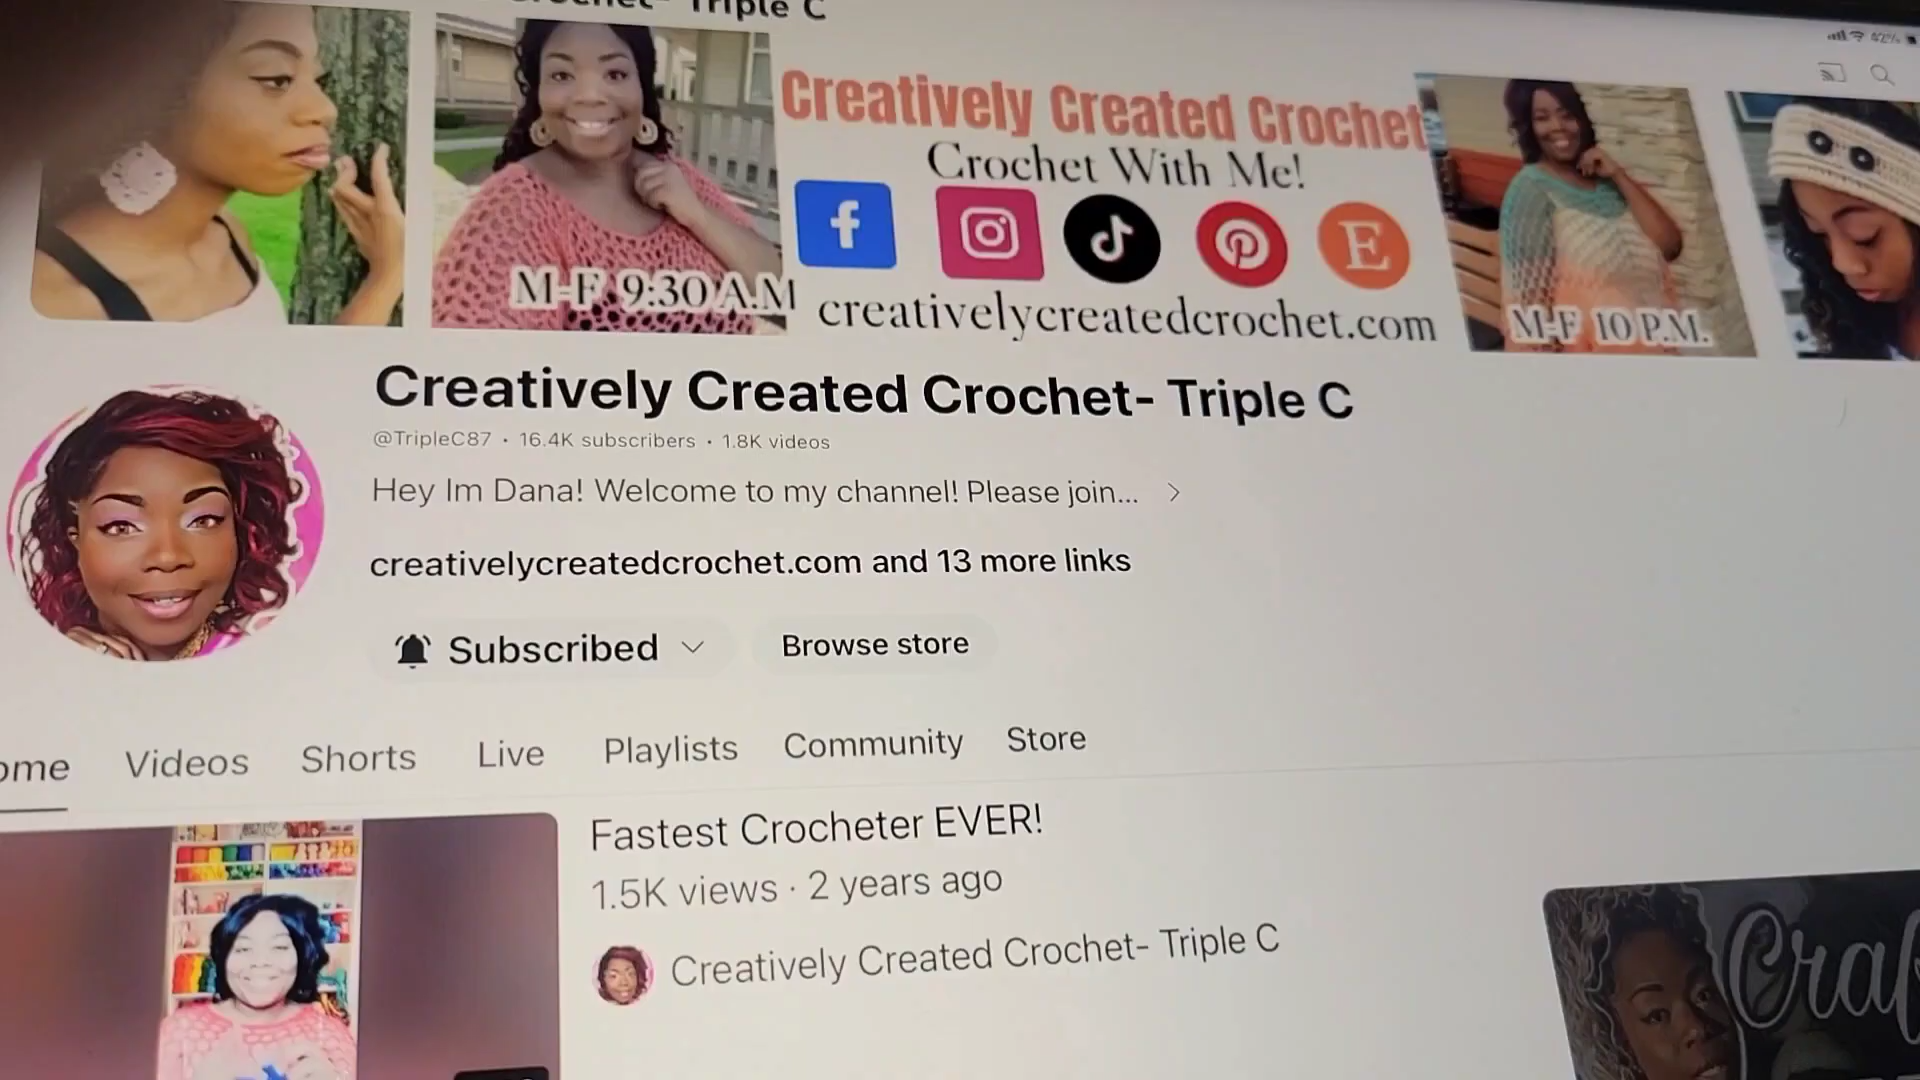 Triple C
42%
Creatively Created Crochet
Crochet With Me!
M-F 9:30 A.M
creativelycreatedcrochet.com
M-F 10 P.M.
Creatively Created Crochet- Triple C
@TripleC87 · 16.4K subscribers · 1.8K videos
Hey Im Dana! Welcome to my channel! Please join...
creativelycreatedcrochet.com and 13 more links
Subscribed
Browse store
ome Videos Shorts Live Playlists Community Store
Fastest Crocheter EVER!
1.5K views · 2 years ago
Creatively Created Crochet- Triple C